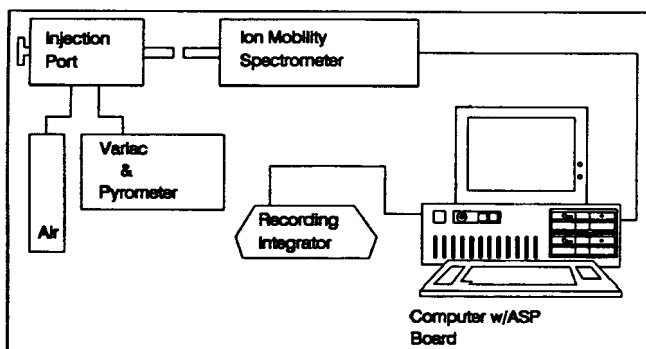 Injection
Port
Ion Mobility
Spectrometer
Variac
&
Pyrometer
Air
Recording
Integrator
Computer w/ASP
Board